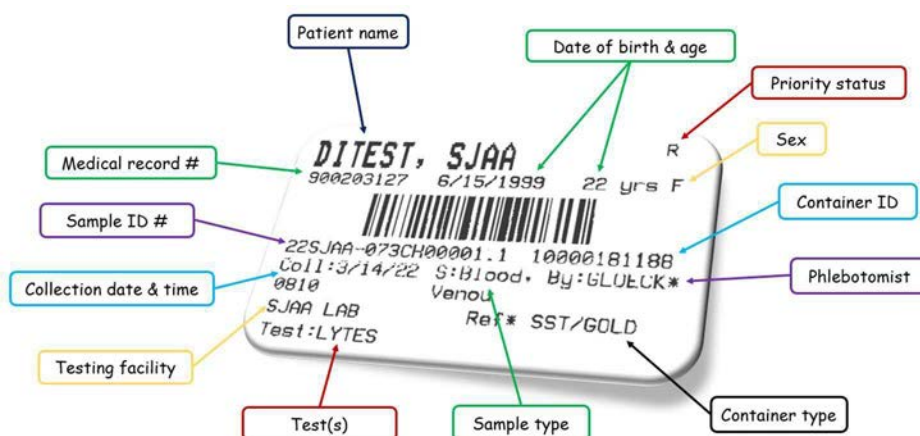 Patient name
Date of birth & age
Priority status
Sex
Medical record #
Sample ID #
Collection date & time
Testing facility
Test(s)
Sample type
Container type
Phlebotomist
Container ID
R
DITEST, SJAA
900203127 6/15/1999 22 yrs F
22SJAA-073CH00001.1 10000181188
Coll:3/14/22 S:Blood, By:GLUECK*
0810 Venou
SJAA LAB Ref* SST/GOLD
Test:LYTES